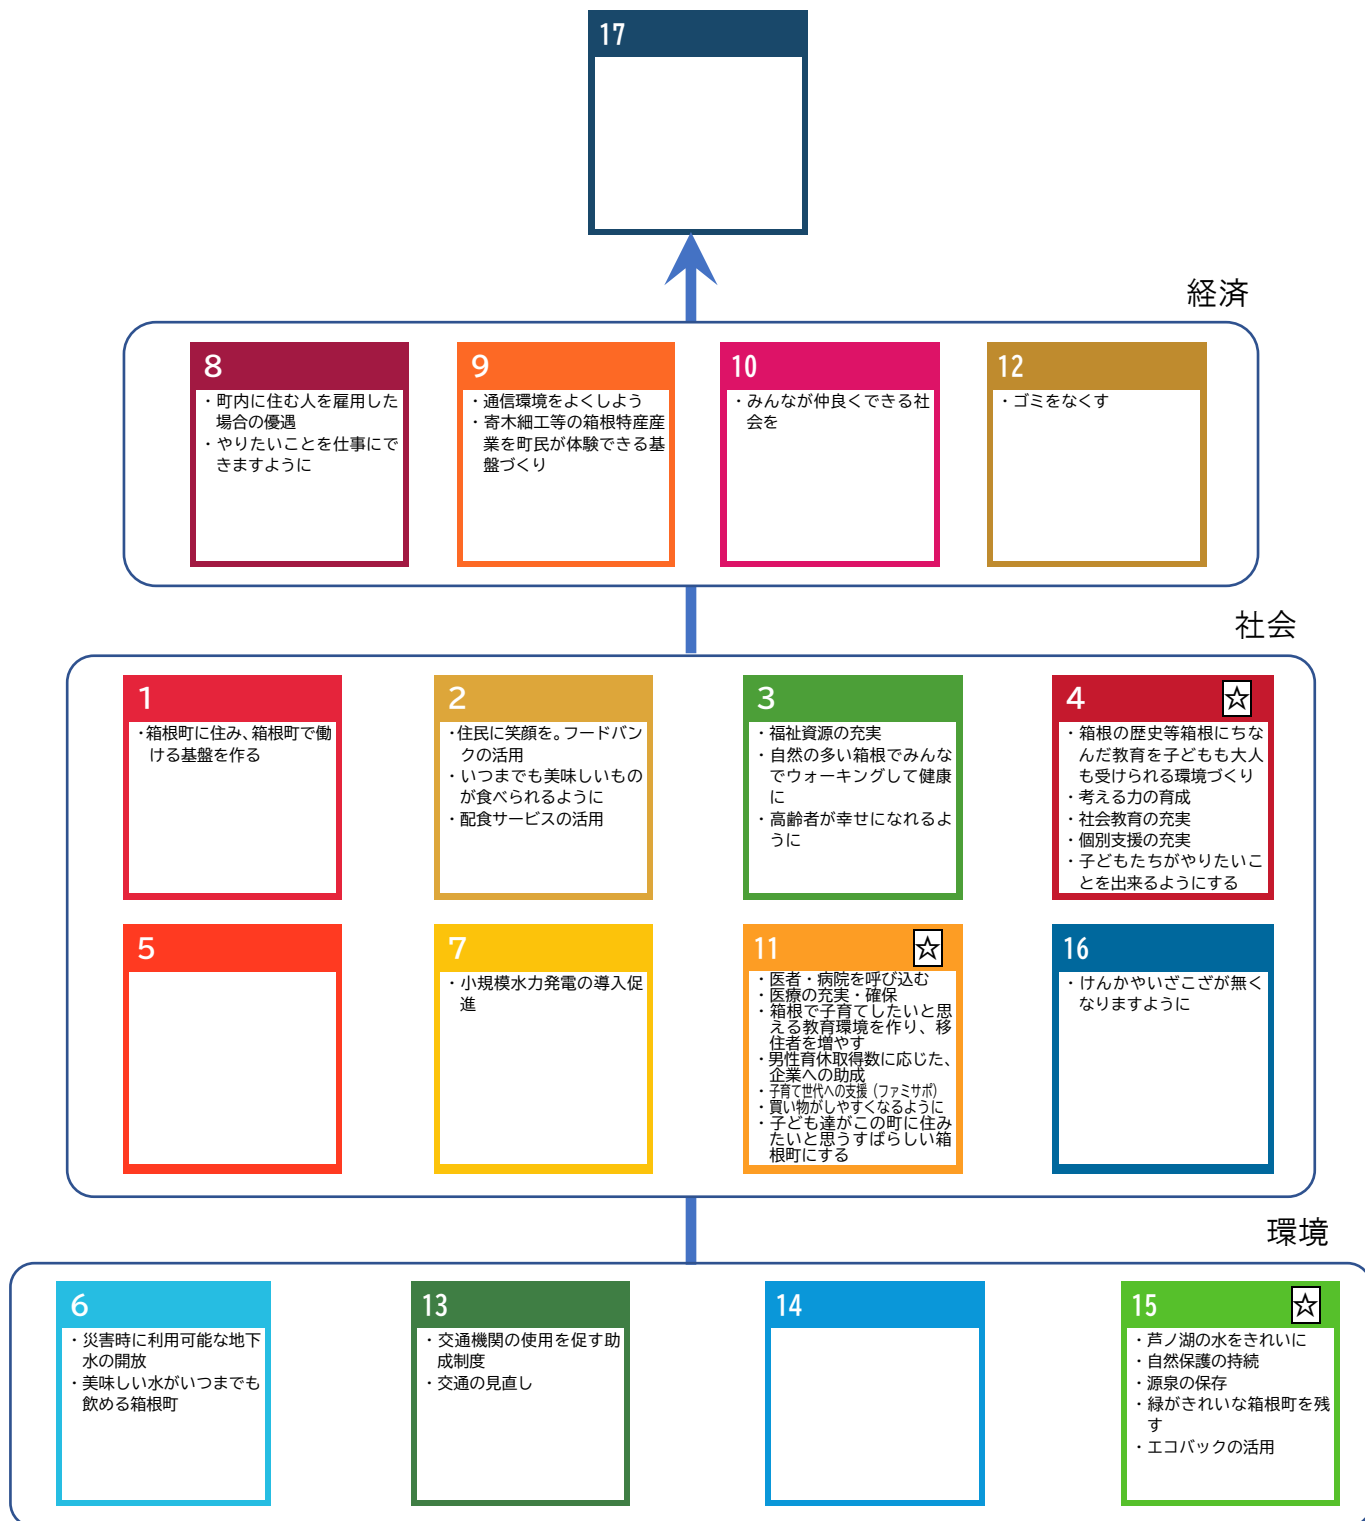 17
経済
8
・町内に住む人を雇用した
場合の優遇
・やりたいことを仕事にで
きますように
9
・通信環境をよくしよう
・寄木細工等の箱根特産産
業を町民が体験できる基
盤づくり
10
・みんなが仲良くできる社
会を
12
・ゴミをなくす
社会
1
・箱根町に住み、箱根町で働
ける基盤を作る
2
・住民に笑顔を。フードバン
クの活用
・いつまでも美味しいもの
が食べられるように
・配食サービスの活用
3
・福祉資源の充実
・自然の多い箱根でみんな
でウォーキングして健康
に
・高齢者が幸せになれるよ
うに
4 ☆
・箱根の歴史等箱根にちな
んだ教育を子どもも大人
も受けられる環境づくり
・考える力の育成
・社会教育の充実
・個別支援の充実
・子どもたちがやりたいこ
とを出来るようにする
5
7
・小規模水力発電の導入促
進
11 ☆
・医者・病院を呼び込む
・医療の充実・確保
・箱根で子育てしたいと思
える教育環境を作り、移
住者を増やす
・男性育休取得数に応じた、
企業への助成
・子育て世代への支援（ファミサポ）
・買い物がしやすくなるように
・子ども達がこの町に住み
たいと思うすばらしい箱
根町にする
16
・けんかやいざこざが無く
なりますように
環境
6
・災害時に利用可能な地下
水の開放
・美味しい水がいつまでも
飲める箱根町
13
・交通機関の使用を促す助
成制度
・交通の見直し
14
15 ☆
・芦ノ湖の水をきれいに
・自然保護の持続
・源泉の保存
・緑がきれいな箱根町を残
す
・エコバックの活用